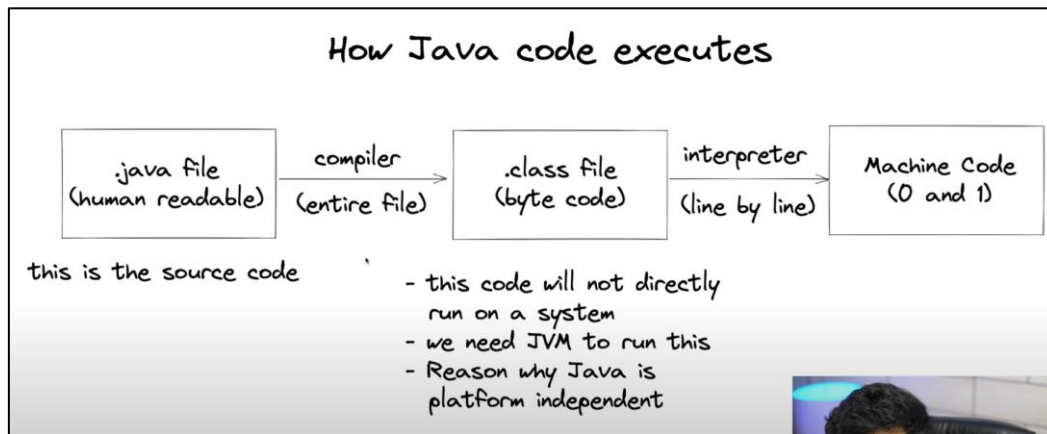 How Java code executes
.java file
(human readable)
compiler
(entire file)
.class file
(byte code)
interpreter
(line by line)
Machine Code
(0 and 1)
this is the source code
- this code will not directly
run on a system
- we need JVM to run this
- Reason why Java is
platform independent